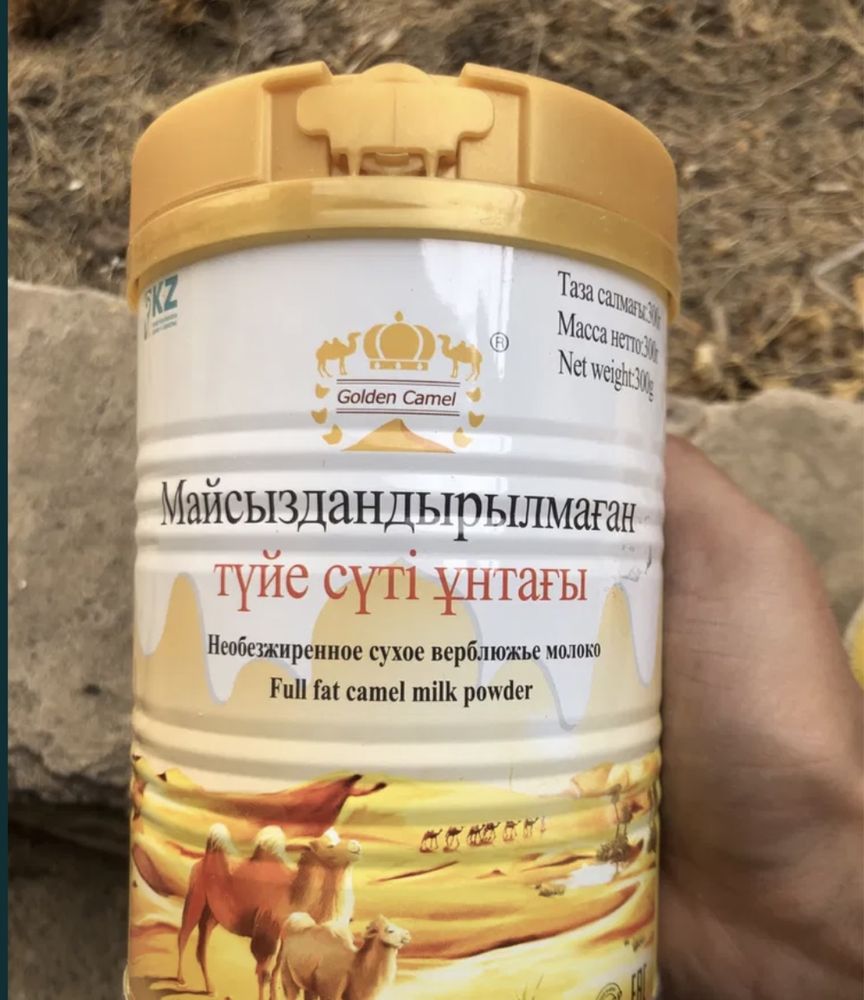 KZ
Таза салмағы:300г
Масса нетто:300г
Net weight:300g
®
Golden Camel
Майсыздандырылмаған
түйе сүті ұнтағы
Необезжиренное сухое верблюжье молоко
Full fat camel milk powder